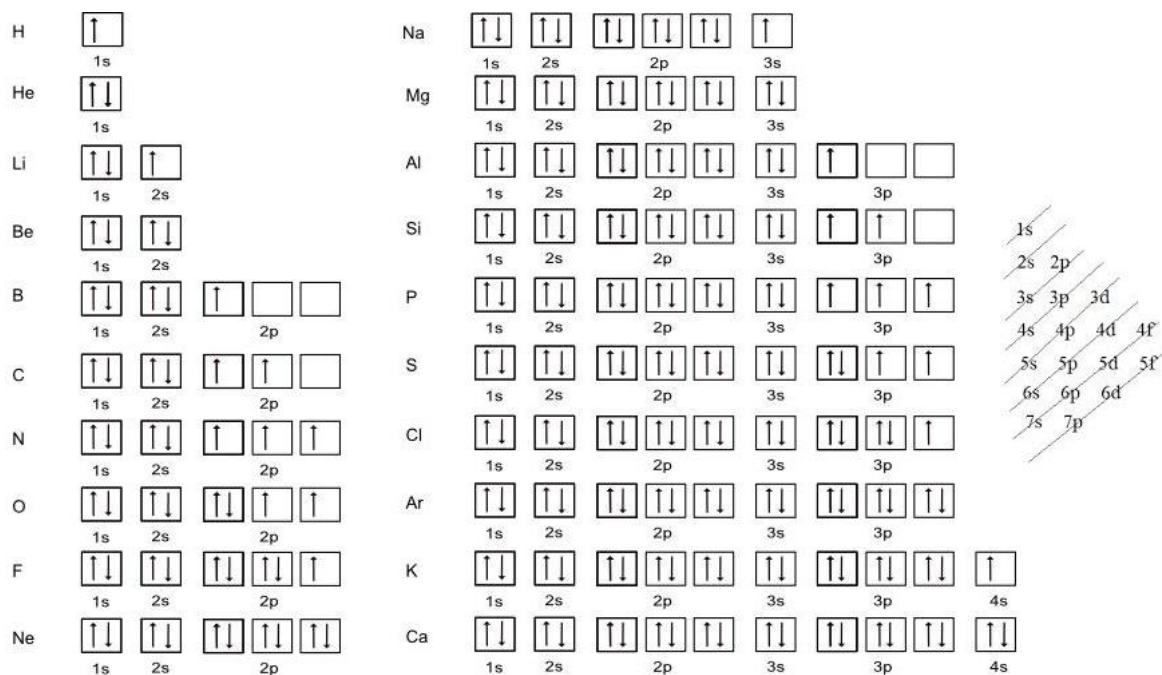 H
1s
He
1s
Li
1s 2s
Be
1s 2s
B
1s 2s 2p
C
1s 2s 2p
N
1s 2s 2p
O
1s 2s 2p
F
1s 2s 2p
Ne
1s 2s 2p
Na
1s 2s 2p 3s
Mg
1s 2s 2p 3s
Al
1s 2s 2p 3s 3p
Si
1s 2s 2p 3s 3p
P
1s 2s 2p 3s 3p
S
1s 2s 2p 3s 3p
Cl
1s 2s 2p 3s 3p
Ar
1s 2s 2p 3s 3p
K
1s 2s 2p 3s 3p 4s
Ca
1s 2s 2p 3s 3p 4s
1s
2s 2p
3s 3p 3d
4s 4p 4d 4f
5s 5p 5d 5f
6s 6p 6d
7s 7p